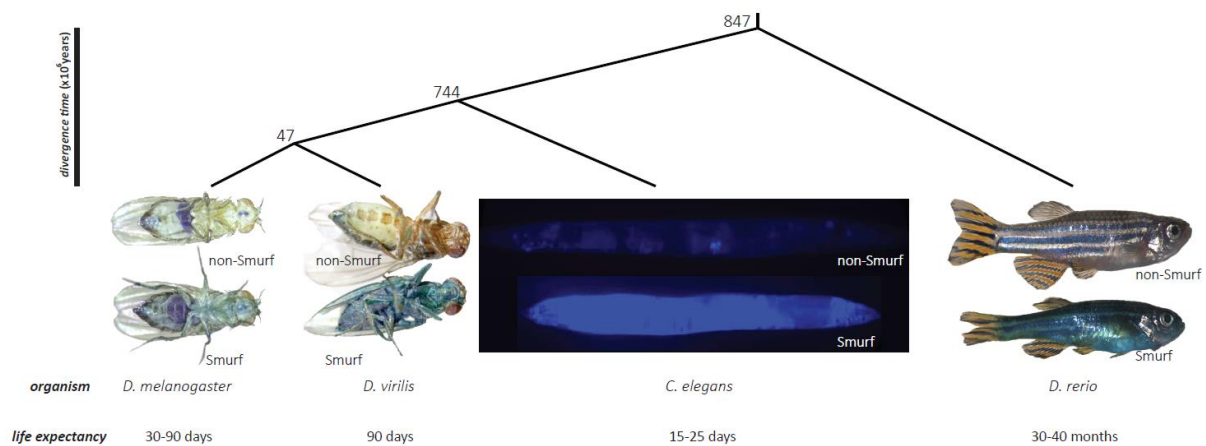 847
divergence time (x10⁶years)
744
47
non-Smurf
non-Smurf
non-Smurf
non-Smurf
Smurf
Smurf
Smurf
Smurf
organism D. melanogaster D. virilis C. elegans D. rerio
life expectancy 30-90 days 90 days 15-25 days 30-40 months